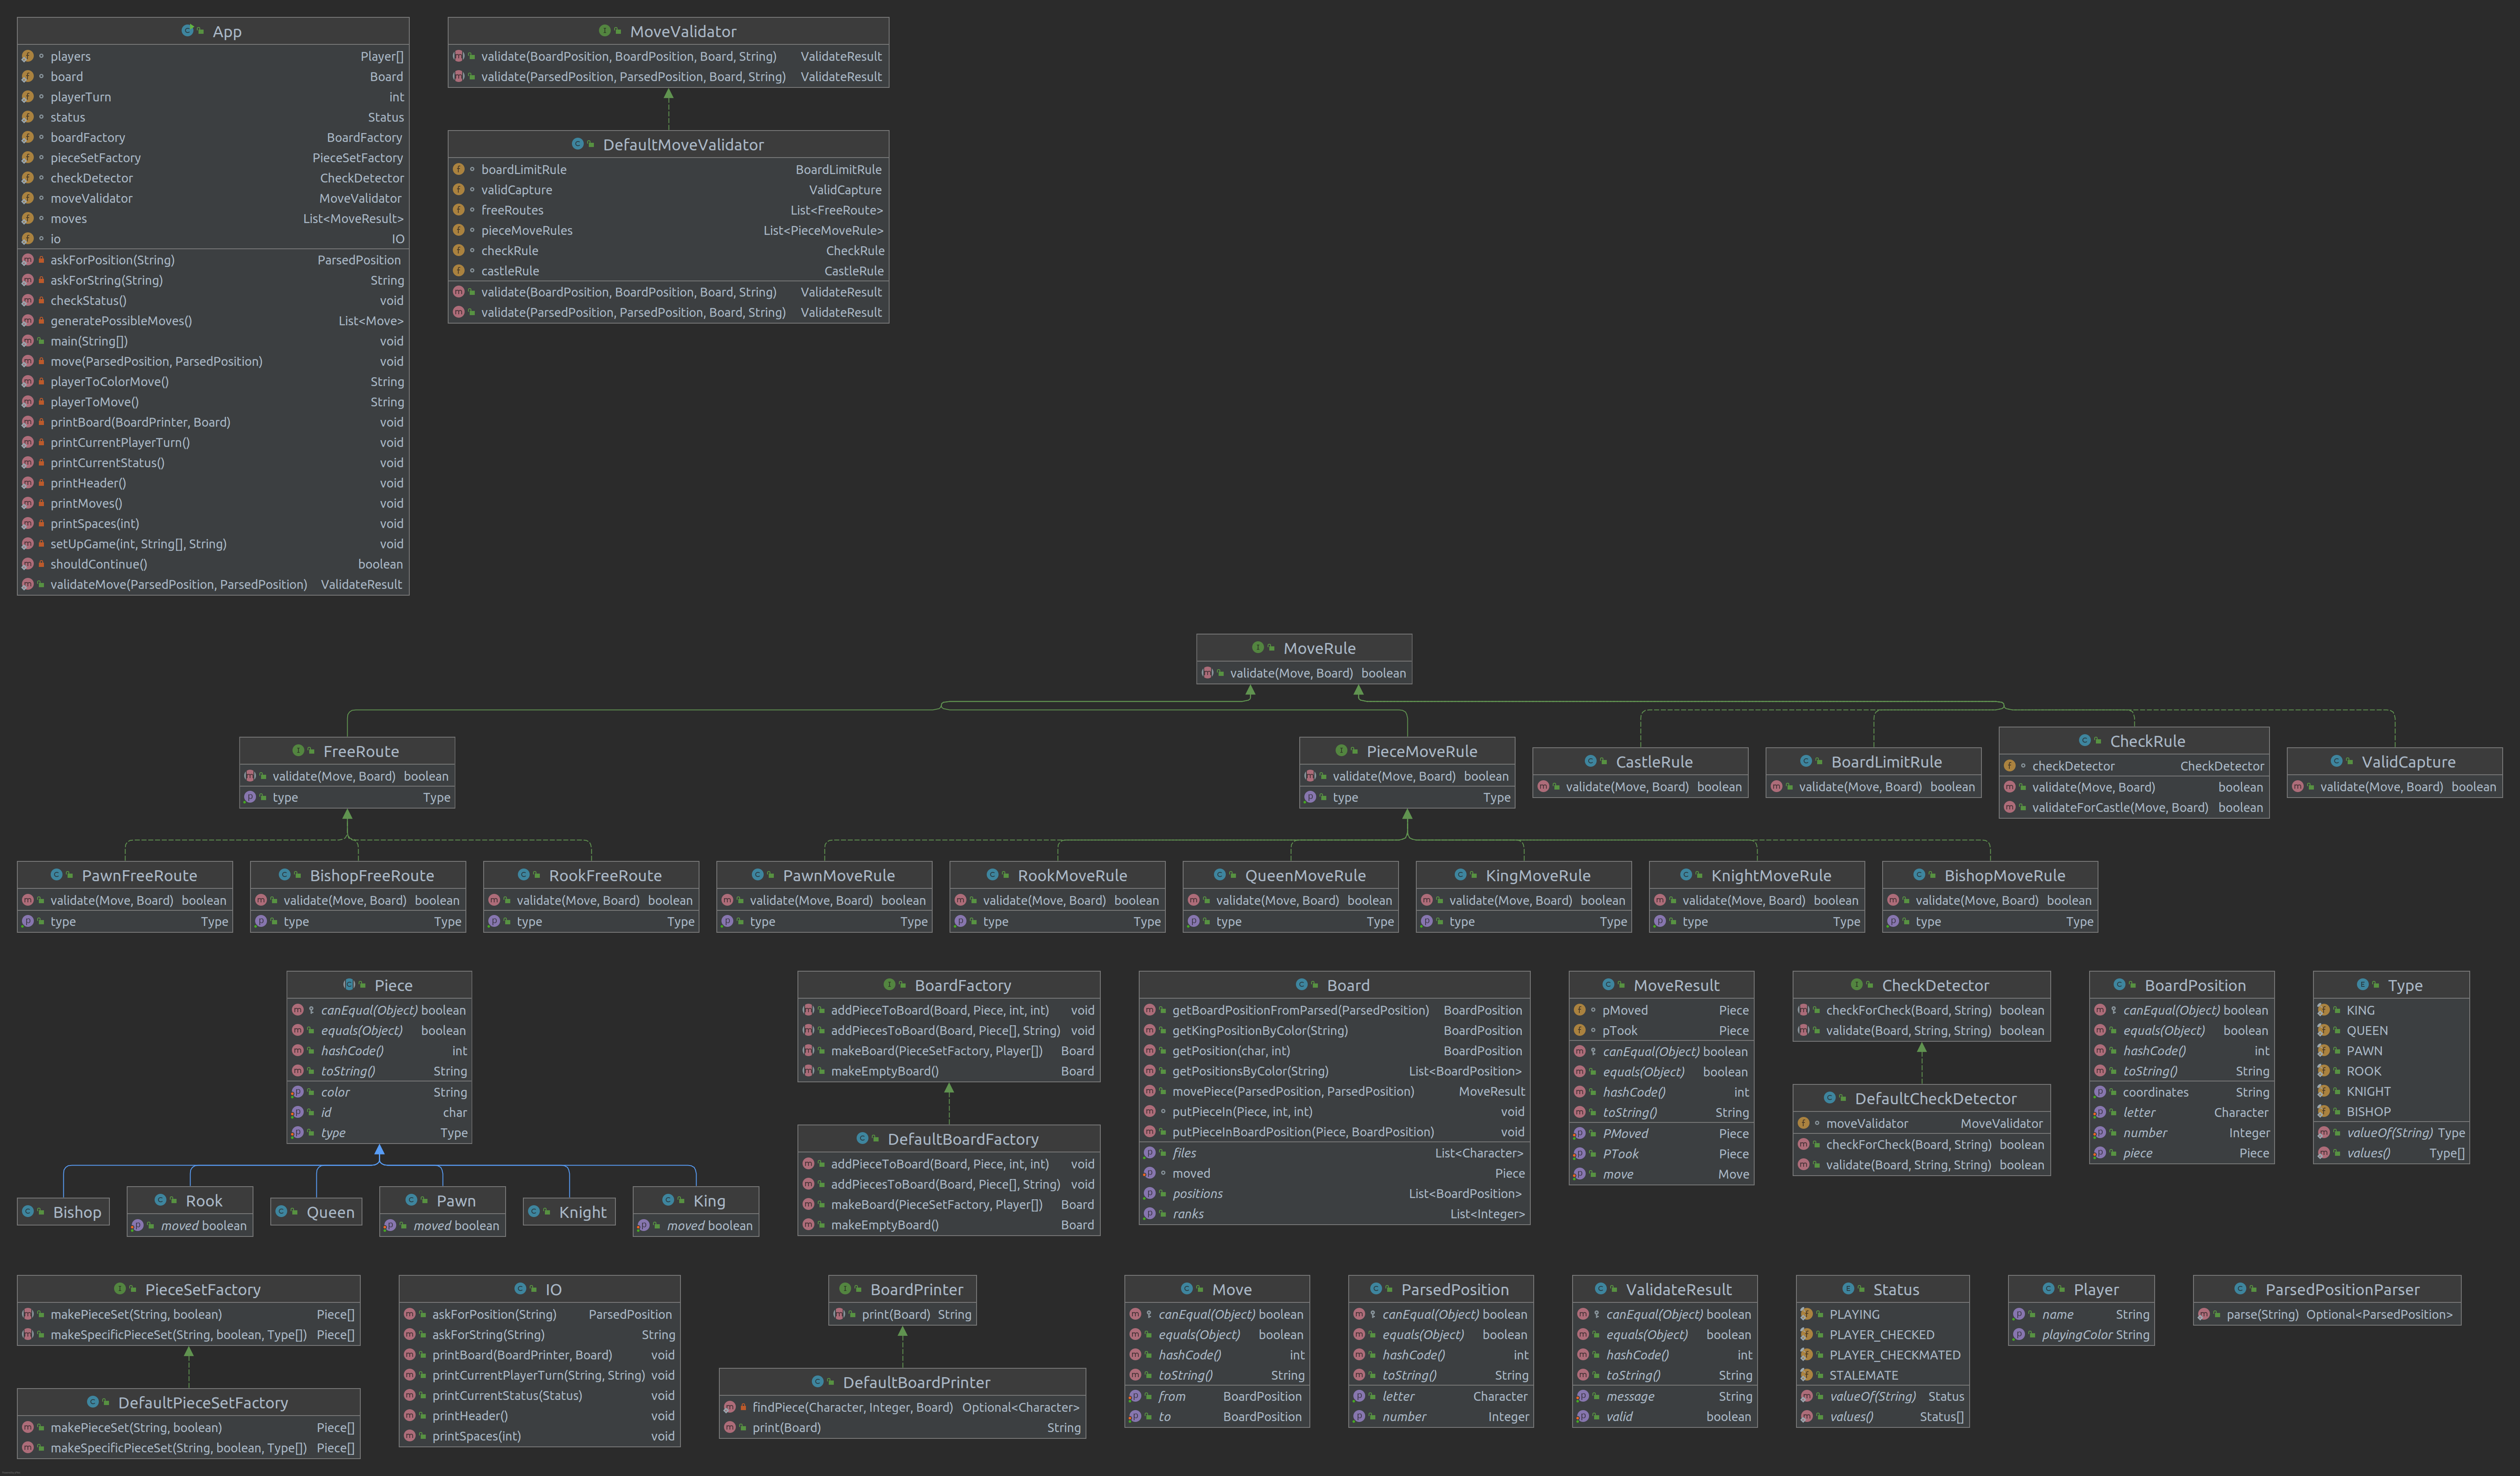 App
players Player[]
board Board
playerTurn int
status Status
boardFactory BoardFactory
pieceSetFactory PieceSetFactory
checkDetector CheckDetector
moveValidator MoveValidator
moves List<MoveResult>
io IO
askForPosition(String) ParsedPosition
askForString(String) String
checkStatus() void
generatePossibleMoves() List<Move>
main(String[]) void
move(ParsedPosition, ParsedPosition) void
playerToColorMove() String
playerToMove() String
printBoard(BoardPrinter, Board) void
printCurrentPlayerTurn() void
printCurrentStatus() void
printHeader() void
printMoves() void
printSpaces(int) void
setUpGame(int, String[], String) void
shouldContinue() boolean
validateMove(ParsedPosition, ParsedPosition) ValidateResult
MoveValidator
validate(BoardPosition, BoardPosition, Board, String) ValidateResult
validate(ParsedPosition, ParsedPosition, Board, String) ValidateResult
DefaultMoveValidator
boardLimitRule BoardLimitRule
validCapture ValidCapture
freeRoutes List<FreeRoute>
pieceMoveRules List<PieceMoveRule>
checkRule CheckRule
castleRule CastleRule
validate(BoardPosition, BoardPosition, Board, String) ValidateResult
validate(ParsedPosition, ParsedPosition, Board, String) ValidateResult
MoveRule
validate(Move, Board) boolean
FreeRoute
validate(Move, Board) boolean
type Type
PieceMoveRule
validate(Move, Board) boolean
type Type
CastleRule
validate(Move, Board) boolean
BoardLimitRule
validate(Move, Board) boolean
CheckRule
checkDetector CheckDetector
validate(Move, Board) boolean
validateForCastle(Move, Board) boolean
ValidCapture
validate(Move, Board) boolean
PawnFreeRoute
validate(Move, Board) boolean
type Type
BishopFreeRoute
validate(Move, Board) boolean
type Type
RookFreeRoute
validate(Move, Board) boolean
type Type
PawnMoveRule
validate(Move, Board) boolean
type Type
RookMoveRule
validate(Move, Board) boolean
type Type
QueenMoveRule
validate(Move, Board) boolean
type Type
KingMoveRule
validate(Move, Board) boolean
type Type
KnightMoveRule
validate(Move, Board) boolean
type Type
BishopMoveRule
validate(Move, Board) boolean
type Type
Piece
canEqual(Object) boolean
equals(Object) boolean
hashCode() int
toString() String
color String
id char
type Type
Bishop
Rook
moved boolean
Queen
Pawn
moved boolean
Knight
King
moved boolean
BoardFactory
addPieceToBoard(Board, Piece, int, int) void
addPiecesToBoard(Board, Piece[], String) void
makeBoard(PieceSetFactory, Player[]) Board
makeEmptyBoard() Board
DefaultBoardFactory
addPieceToBoard(Board, Piece, int, int) void
addPiecesToBoard(Board, Piece[], String) void
makeBoard(PieceSetFactory, Player[]) Board
makeEmptyBoard() Board
Board
getBoardPositionFromParsed(ParsedPosition) BoardPosition
getKingPositionByColor(String) BoardPosition
getPosition(char, int) BoardPosition
getPositionsByColor(String) List<BoardPosition>
movePiece(ParsedPosition, ParsedPosition) MoveResult
putPieceIn(Piece, int, int) void
putPieceInBoardPosition(Piece, BoardPosition) void
files List<Character>
moved Piece
positions List<BoardPosition>
ranks List<Integer>
MoveResult
pMoved Piece
pTook Piece
canEqual(Object) boolean
equals(Object) boolean
hashCode() int
toString() String
PMoved Piece
PTook Piece
move Move
CheckDetector
checkForCheck(Board, String) boolean
validate(Board, String, String) boolean
DefaultCheckDetector
moveValidator MoveValidator
checkForCheck(Board, String) boolean
validate(Board, String, String) boolean
BoardPosition
canEqual(Object) boolean
equals(Object) boolean
hashCode() int
toString() String
coordinates String
letter Character
number Integer
piece Piece
Type
KING
QUEEN
PAWN
ROOK
KNIGHT
BISHOP
valueOf(String) Type
values() Type[]
PieceSetFactory
makePieceSet(String, boolean) Piece[]
makeSpecificPieceSet(String, boolean, Type[]) Piece[]
DefaultPieceSetFactory
makePieceSet(String, boolean) Piece[]
makeSpecificPieceSet(String, boolean, Type[]) Piece[]
IO
askForPosition(String) ParsedPosition
askForString(String) String
printBoard(BoardPrinter, Board) void
printCurrentPlayerTurn(String, String) void
printCurrentStatus(Status) void
printHeader() void
printSpaces(int) void
BoardPrinter
print(Board) String
DefaultBoardPrinter
findPiece(Character, Integer, Board) Optional<Character>
print(Board) String
Move
canEqual(Object) boolean
equals(Object) boolean
hashCode() int
toString() String
from BoardPosition
to BoardPosition
ParsedPosition
canEqual(Object) boolean
equals(Object) boolean
hashCode() int
toString() String
letter Character
number Integer
ValidateResult
canEqual(Object) boolean
equals(Object) boolean
hashCode() int
toString() String
message String
valid boolean
Status
PLAYING
PLAYER_CHECKED
PLAYER_CHECKMATED
STALEMATE
valueOf(String) Status
values() Status[]
Player
name String
playingColor String
ParsedPositionParser
parse(String) Optional<ParsedPosition>